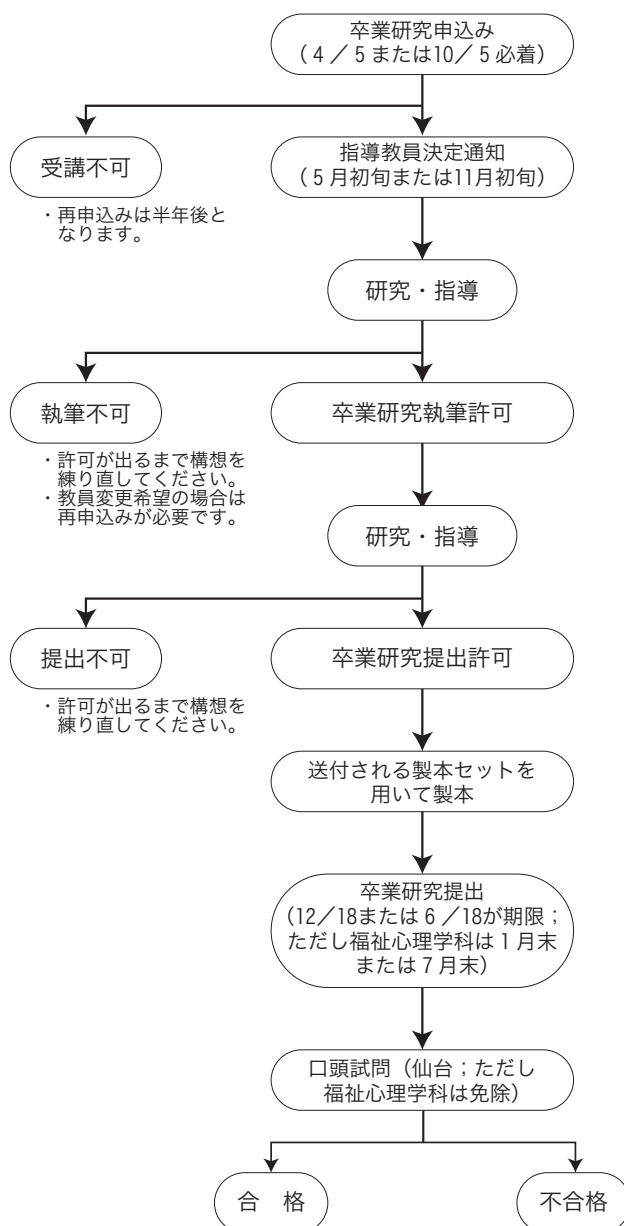 卒業研究申込み
（４／５または10／５必着）
受講不可
指導教員決定通知
（５月初旬または11月初旬）
・再申込みは半年後と
なります。
研究・指導
執筆不可
卒業研究執筆許可
・許可が出るまで構想を
練り直してください。
・教員変更希望の場合は
再申込みが必要です。
研究・指導
提出不可
卒業研究提出許可
・許可が出るまで構想を
練り直してください。
送付される製本セットを
用いて製本
卒業研究提出
（12／18または６／18が期限；
ただし福祉心理学科は１月末
または７月末）
口頭試問（仙台；ただし
福祉心理学科は免除）
合　格
不合格